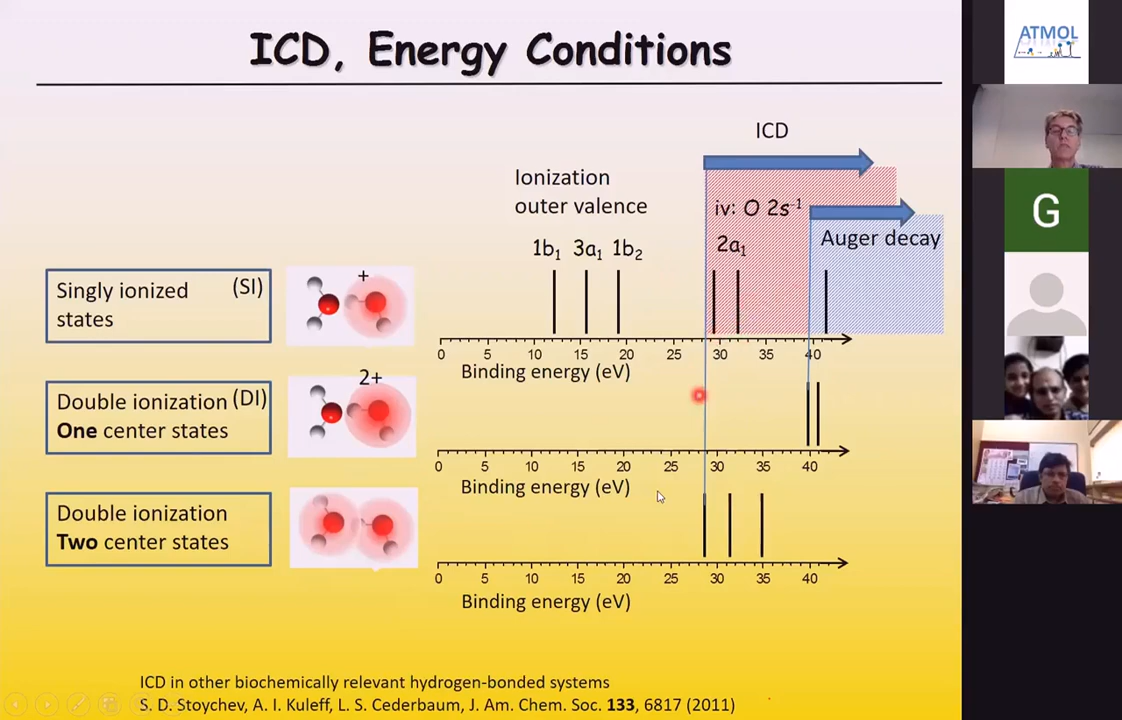 ICD, Energy Conditions
ATMOL
ICD
Ionization
outer valence
iv: O 2s⁻¹
Auger decay
1b₁ 3a₁ 1b₂ 2a₁
Singly ionized (SI)
states
+
0 5 10 15 20 25 30 35 40
Binding energy (eV)
Double ionization (DI)
One center states
2+
0 5 10 15 20 25 30 35 40
Binding energy (eV)
Double ionization
Two center states
0 5 10 15 20 25 30 35 40
Binding energy (eV)
ICD in other biochemically relevant hydrogen-bonded systems
S. D. Stoychev, A. I. Kuleff, L. S. Cederbaum, J. Am. Chem. Soc. 133, 6817 (2011)
G